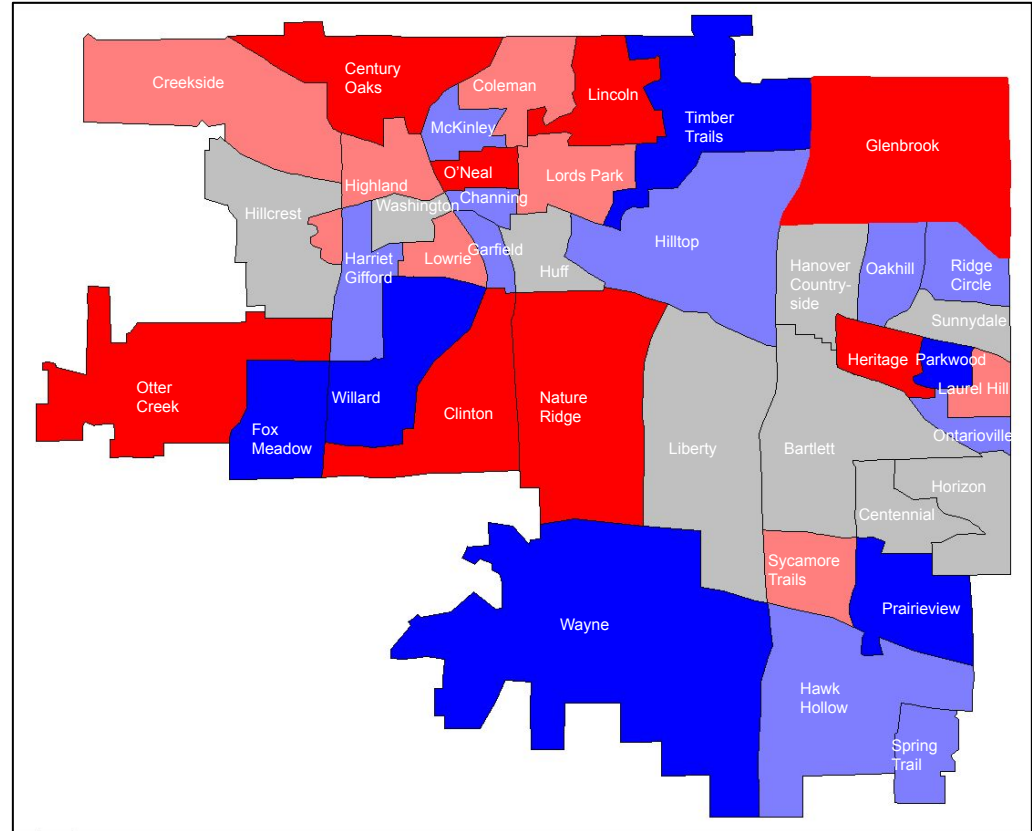 Creekside
Century
Oaks
Coleman
Lincoln
McKinley
Timber
Trails
Glenbrook
O'Neal
Lords Park
Highland
Channing
Washington
Hillcrest
Hilltop
Garfield
Harriet
Gifford
Lowrie
Huff
Hanover
Country-
side
Oakhill
Ridge
Circle
Sunnydale
Heritage
Parkwood
Laurel Hill
Otter
Creek
Willard
Nature
Ridge
Clinton
Fox
Meadow
Liberty
Bartlett
Ontarioville
Horizon
Centennial
Sycamore
Trails
Prairieview
Wayne
Hawk
Hollow
Spring
Trail